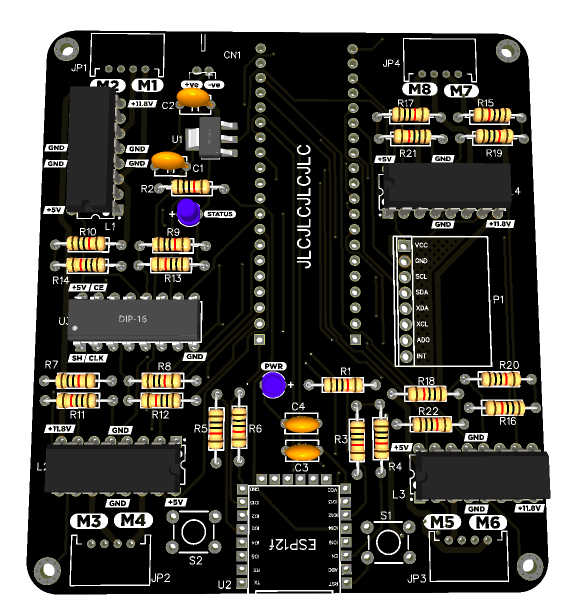 CN1
JP1
JP4
M1
+ve
-ve
M8
M7
+11.8V
C2
R17
R15
U1
R21
R19
GND
GND
GND
GND
C1
+5V
GND
R2
JLCJLCJLCJLC
+5V
+
STATUS
L1
GND
+11.8V
R10
R9
R14
R13
VCC
GND
SCL
SDA
XDA
XCL
ADO
INT
P1
+5V / CE
DIP-16
SH / CLK
GND
PWR
+
R7
R8
R1
R20
R18
R11
R12
R16
R22
+11.8V
GND
R5
R6
C4
R3
GND
+5V
C3
R4
L3
GND
+5V
GND
+11.8V
M3
M4
S2
ESP12f
S1
M5
M6
JP2
U2
JP3